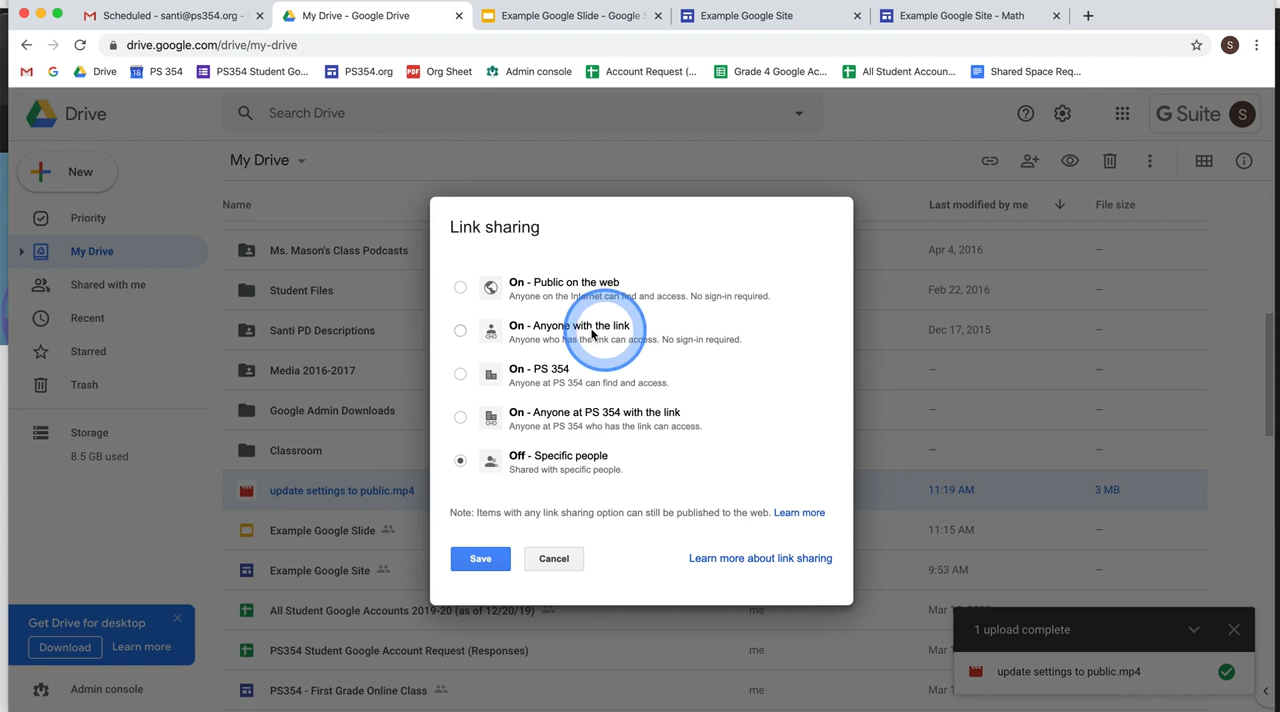 Scheduled - santi@ps354.org -
My Drive - Google Drive
Example Google Slide - Google S
Example Google Site
Example Google Site - Math
drive.google.com/drive/my-drive
S
Drive
PS 354
PS354 Student Go...
PS354.org
Org Sheet
Admin console
Account Request (...
Grade 4 Google Ac...
All Student Accoun...
Shared Space Req...
Drive
Search Drive
G Suite
S
New
My Drive
Priority
Name
Last modified by me
File size
My Drive
Ms. Mason's Class Podcasts
Apr 4, 2016
–
Shared with me
Student Files
Feb 22, 2016
–
Recent
Santi PD Descriptions
Dec 17, 2015
–
Starred
Media 2016-2017
–
Trash
Google Admin Downloads
–
Storage
8.5 GB used
Classroom
–
update settings to public.mp4
11:19 AM
3 MB
Example Google Slide
11:15 AM
–
Example Google Site
9:53 AM
–
All Student Google Accounts 2019-20 (as of 12/20/19)
me
PS354 Student Google Account Request (Responses)
me
PS354 - First Grade Online Class
me
Link sharing
On - Public on the web
Anyone on the Internet can find and access. No sign-in required.
On - Anyone with the link
Anyone who has the link can access. No sign-in required.
On - PS 354
Anyone at PS 354 can find and access.
On - Anyone at PS 354 with the link
Anyone at PS 354 who has the link can access.
Off - Specific people
Shared with specific people.
Note: Items with any link sharing option can still be published to the web. Learn more
Save
Cancel
Learn more about link sharing
Get Drive for desktop
Download
Learn more
Admin console
1 upload complete
update settings to public.mp4